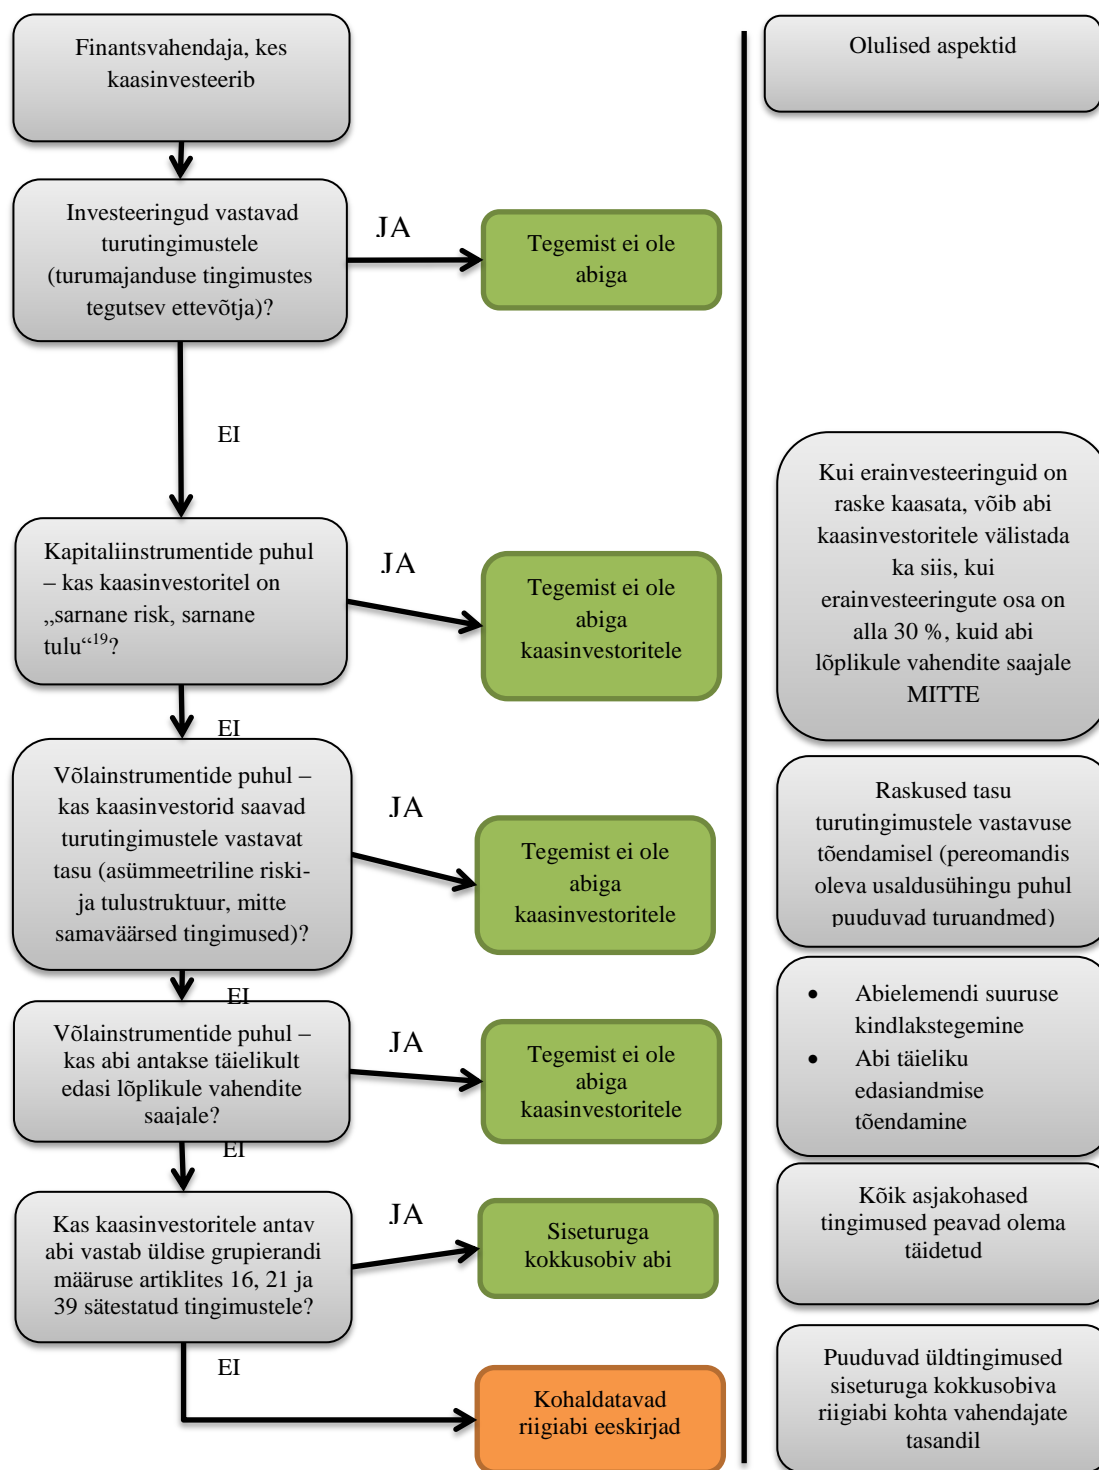 Finantsvahendaja, kes
kaasinvesteerib
Olulised aspektid
Investeeringud vastavad
turutingimustele
(turumajanduse tingimustes
tegutsev ettevõtja)?
JA
Tegemist ei ole
abiga
EI
Kapitaliinstrumentide puhul
– kas kaasinvestoritel on
„sarnane risk, sarnane
tulu“19?
JA
Tegemist ei ole
abiga
kaasinvestoritele
Kui erainvesteeringuid on
raske kaasata, võib abi
kaasinvestoritele välistada
ka siis, kui
erainvesteeringute osa on
alla 30 %, kuid abi
lõplikule vahendite saajale
MITTE
EI
Võlainstrumentide puhul –
kas kaasinvestorid saavad
turutingimustele vastavat
tasu (asümmeetriline riski-
ja tulustruktuur, mitte
samaväärsed tingimused)?
JA
Tegemist ei ole
abiga
kaasinvestoritele
Raskused tasu
turutingimustele vastavuse
tõendamisel (pereomandis
oleva usaldusühingu puhul
puuduvad turuandmed)
EI
Võlainstrumentide puhul –
kas abi antakse täielikult
edasi lõplikule vahendite
saajale?
JA
Tegemist ei ole
abiga
kaasinvestoritele
• Abielemendi suuruse
kindlakstegemine
• Abi täieliku
edasiandmise
tõendamine
EI
Kas kaasinvestoritele antav
abi vastab üldise grupierandi
määruse artiklites 16, 21 ja
39 sätestatud tingimustele?
JA
Siseturuga
kokkusobiv abi
Kõik asjakohased
tingimused peavad olema
täidetud
EI
Kohaldatavad
riigiabi eeskirjad
Puuduvad üldtingimused
siseturuga kokkusobiva
riigiabi kohta vahendajate
tasandil